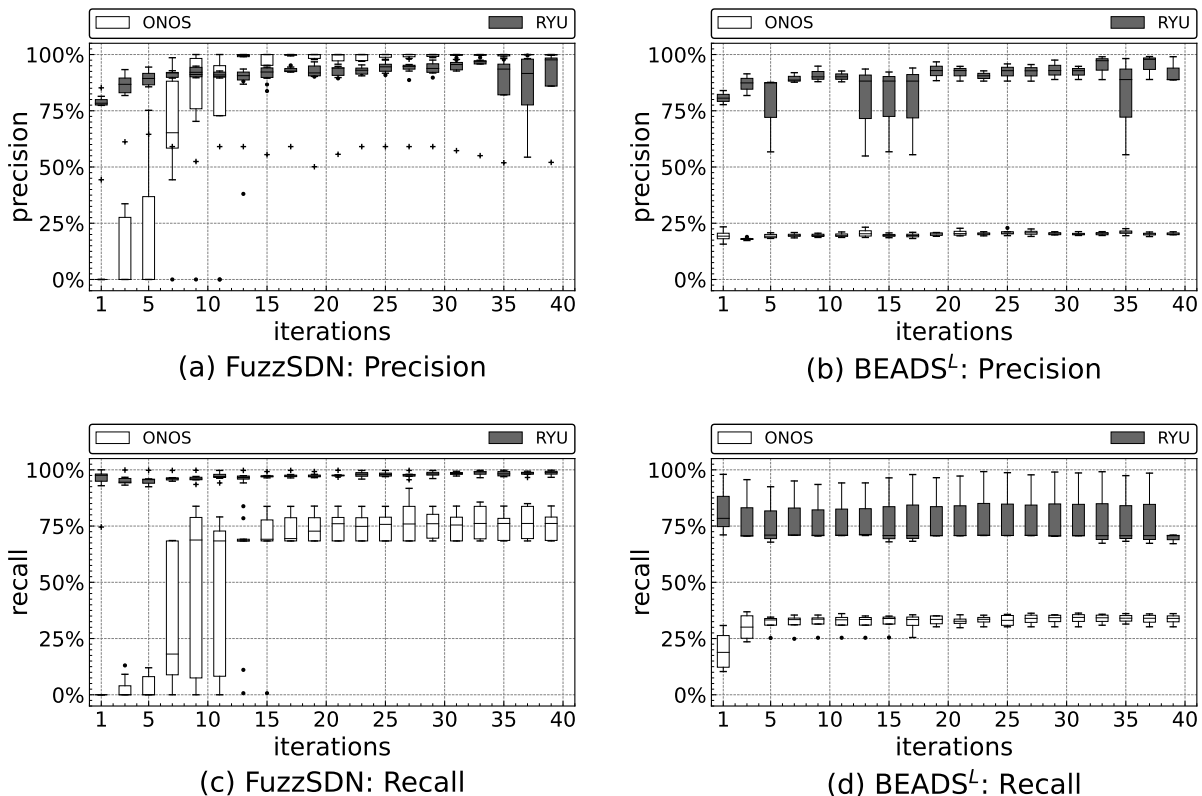 ONOS RYU
100%
75%
50%
25%
0%
precision
1 5 10 15 20 25 30 35 40
iterations
(a) FuzzSDN: Precision
ONOS RYU
100%
75%
50%
25%
0%
precision
1 5 10 15 20 25 30 35 40
iterations
(b) BEADS^L: Precision
ONOS RYU
100%
75%
50%
25%
0%
recall
1 5 10 15 20 25 30 35 40
iterations
(c) FuzzSDN: Recall
ONOS RYU
100%
75%
50%
25%
0%
recall
1 5 10 15 20 25 30 35 40
iterations
(d) BEADS^L: Recall